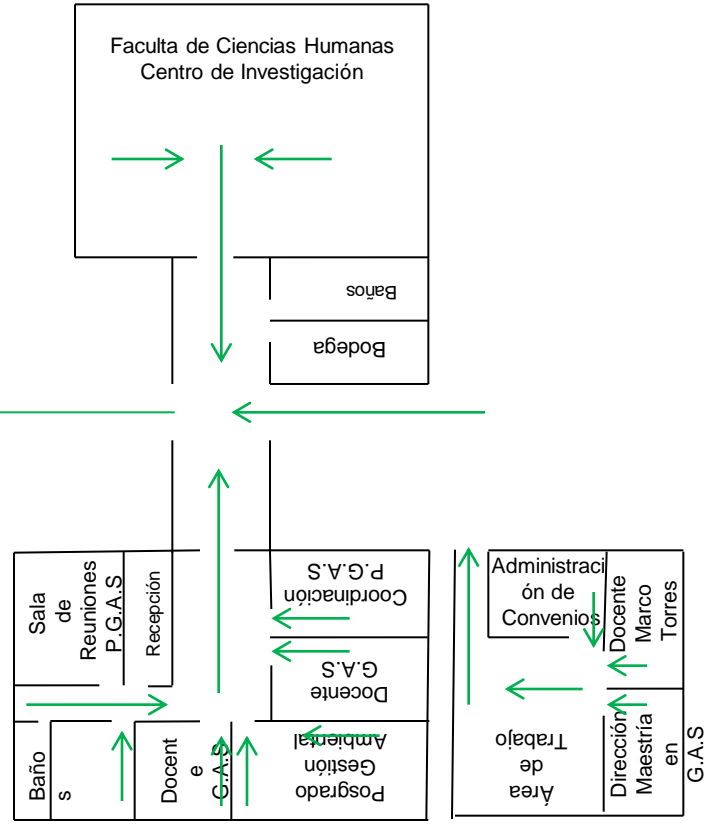 Faculta de Ciencias Humanas
Centro de Investigación
Baños
Bodega
Sala
de
Reuniones
P.G.A.S
Recepción
Coordinación
P.G.A.S
Docente
G.A.S
Posgrado
Gestión
Ambiental
Baño
s
Docent
e
G.A.S
Administraci
ón de
Convenios
Docente
Marco
Torres
Área
de
Trabajo
Dirección
Maestría
en
G.A.S